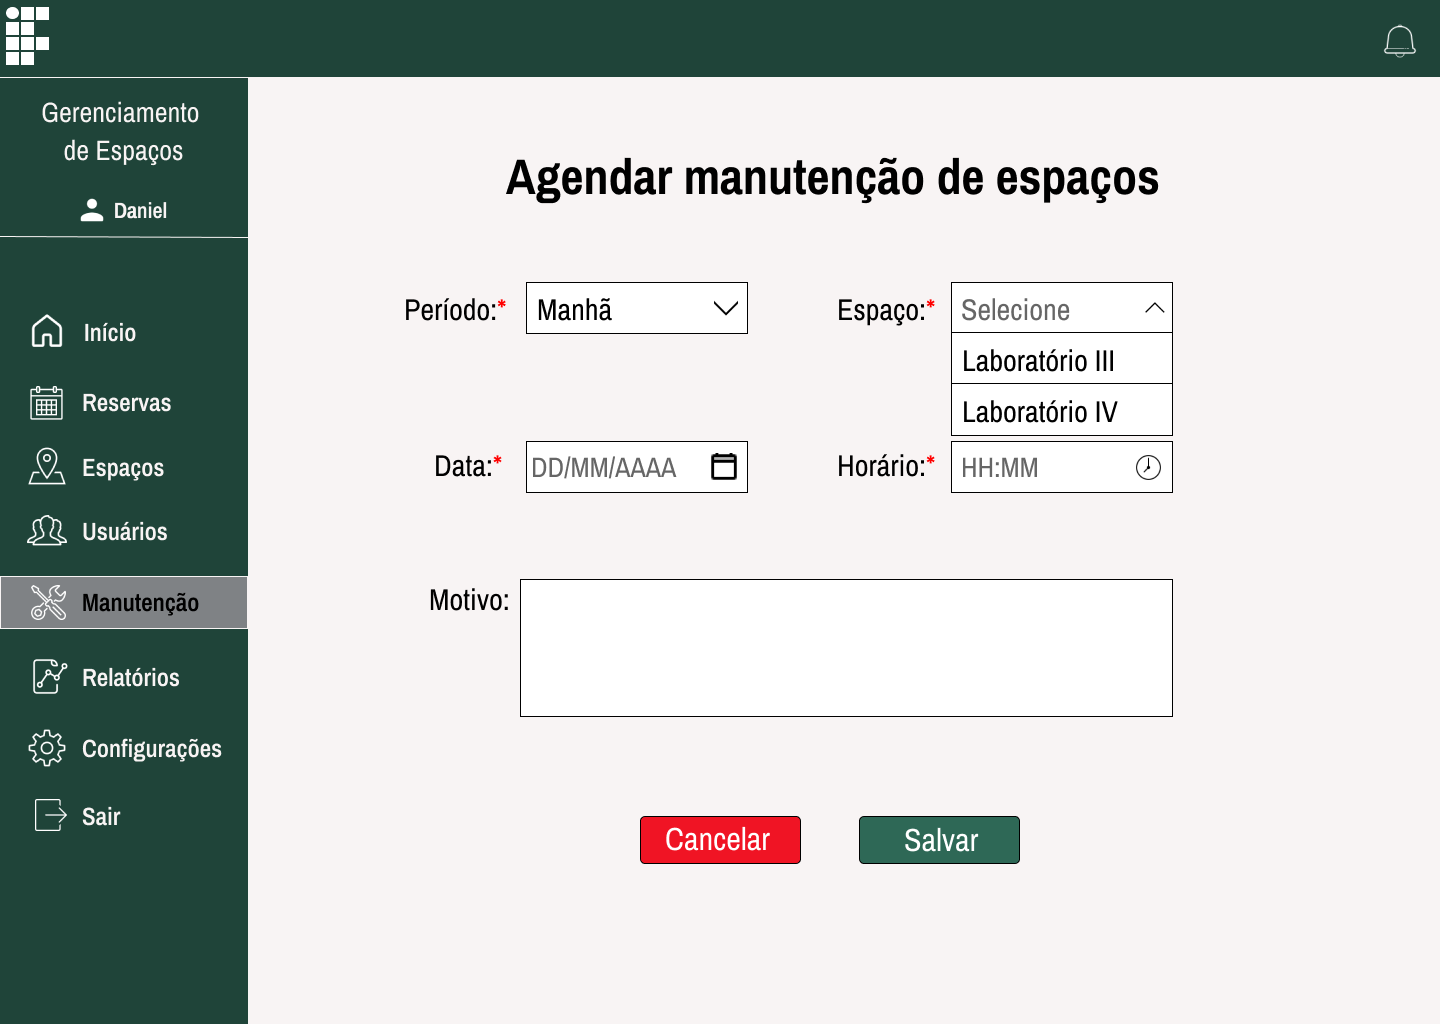 Gerenciamento
de Espaços
Daniel
Início
Reservas
Espaços
Usuários
Manutenção
Relatórios
Configurações
Sair
Agendar manutenção de espaços
Período:* Manhã
Espaço:* Selecione
Laboratório III
Laboratório IV
Data:* DD/MM/AAAA
Horário:* HH:MM
Motivo:
Cancelar
Salvar